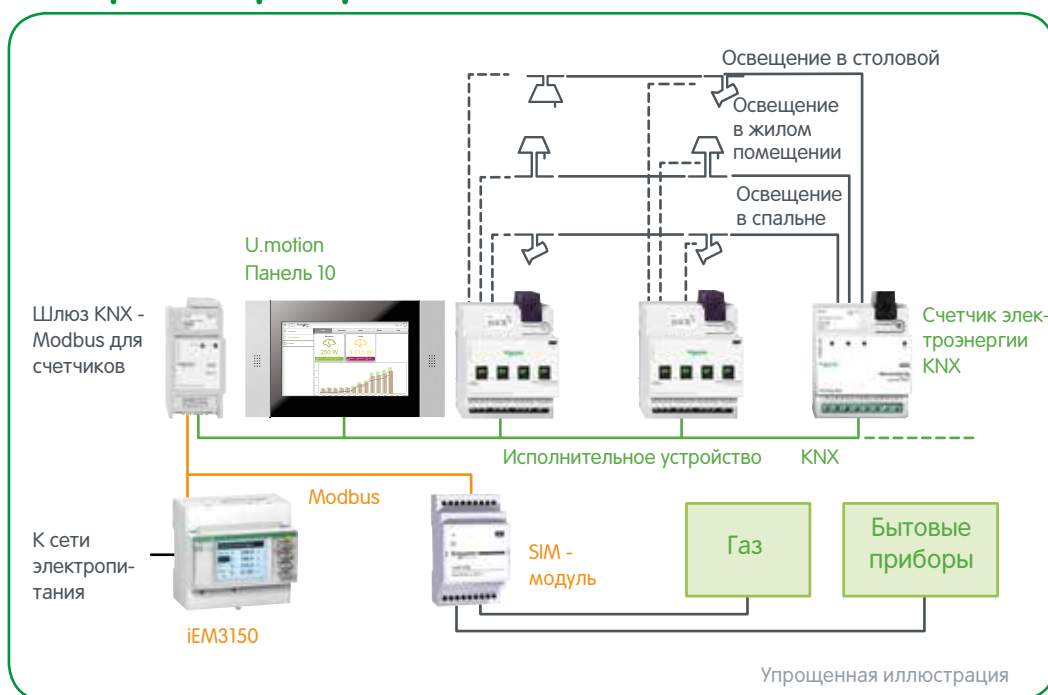 Освещение в столовой
Освещение
в жилом
помещении
Освещение
в спальне
U.motion
Панель 10
Шлюз KNX -
Modbus для
счетчиков
250 W
Счетчик элек-
троэнергии
KNX
Исполнительное устройство KNX
Modbus
К сети
электропи-
тания
SIM -
модуль
Газ
Бытовые
приборы
iEM3150
Упрощенная иллюстрация